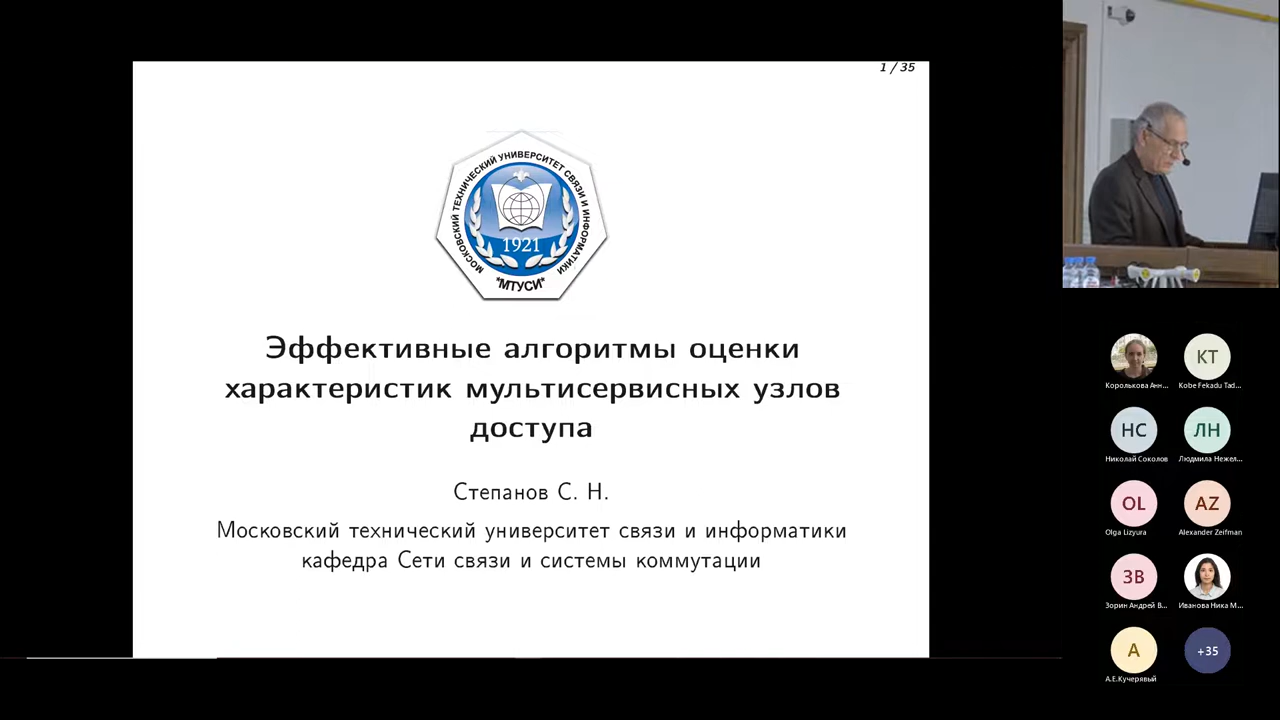 1 / 35
МОСКОВСКИЙ ТЕХНИЧЕСКИЙ УНИВЕРСИТЕТ СВЯЗИ И ИНФОРМАТИКИ
1921
*МТУСИ*
Эффективные алгоритмы оценки
характеристик мультисервисных узлов
доступа
Степанов С. Н.
Московский технический университет связи и информатики
кафедра Сети связи и системы коммутации
КТ
Королькова Анн...
Kobe Fekadu Tad...
НС
ЛН
Николай Соколов
Людмила Нежел...
OL
AZ
Olga Lizyura
Alexander Zeifman
ЗВ
Зорин Андрей В...
Иванова Ника М...
А
+35
А.Е.Кучерявый